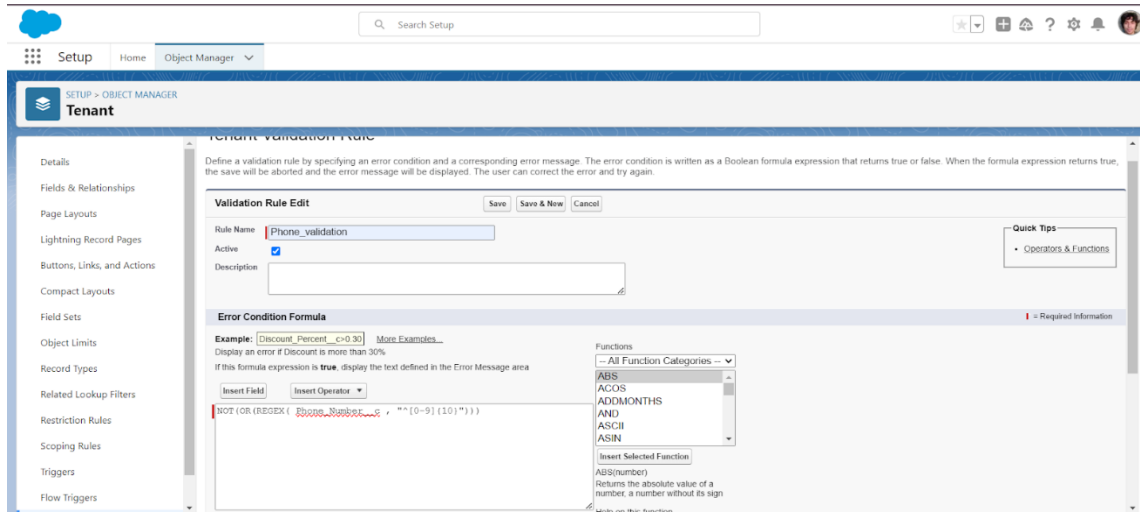 Search Setup
Setup
Home
Object Manager
SETUP > OBJECT MANAGER
Tenant
Tenant Validation Rule
Details
Fields & Relationships
Page Layouts
Lightning Record Pages
Buttons, Links, and Actions
Compact Layouts
Field Sets
Object Limits
Record Types
Related Lookup Filters
Restriction Rules
Scoping Rules
Triggers
Flow Triggers
Define a validation rule by specifying an error condition and a corresponding error message. The error condition is written as a Boolean formula expression that returns true or false. When the formula expression returns true,
the save will be aborted and the error message will be displayed. The user can correct the error and try again.
Validation Rule Edit
Save
Save & New
Cancel
Rule Name
Phone_validation
Active
Description
Quick Tips
• Operators & Functions
Error Condition Formula
= Required Information
Example: Discount_Percent__c>0.30 More Examples...
Display an error if Discount is more than 30%
If this formula expression is true, display the text defined in the Error Message area
Insert Field
Insert Operator
NOT(OR(REGEX( Phone_Number__c , "^[0-9]{10}")))
Functions
-- All Function Categories --
ABS
ACOS
ADDMONTHS
AND
ASCII
ASIN
Insert Selected Function
ABS(number)
Returns the absolute value of a
number, a number without its sign
Help on this function